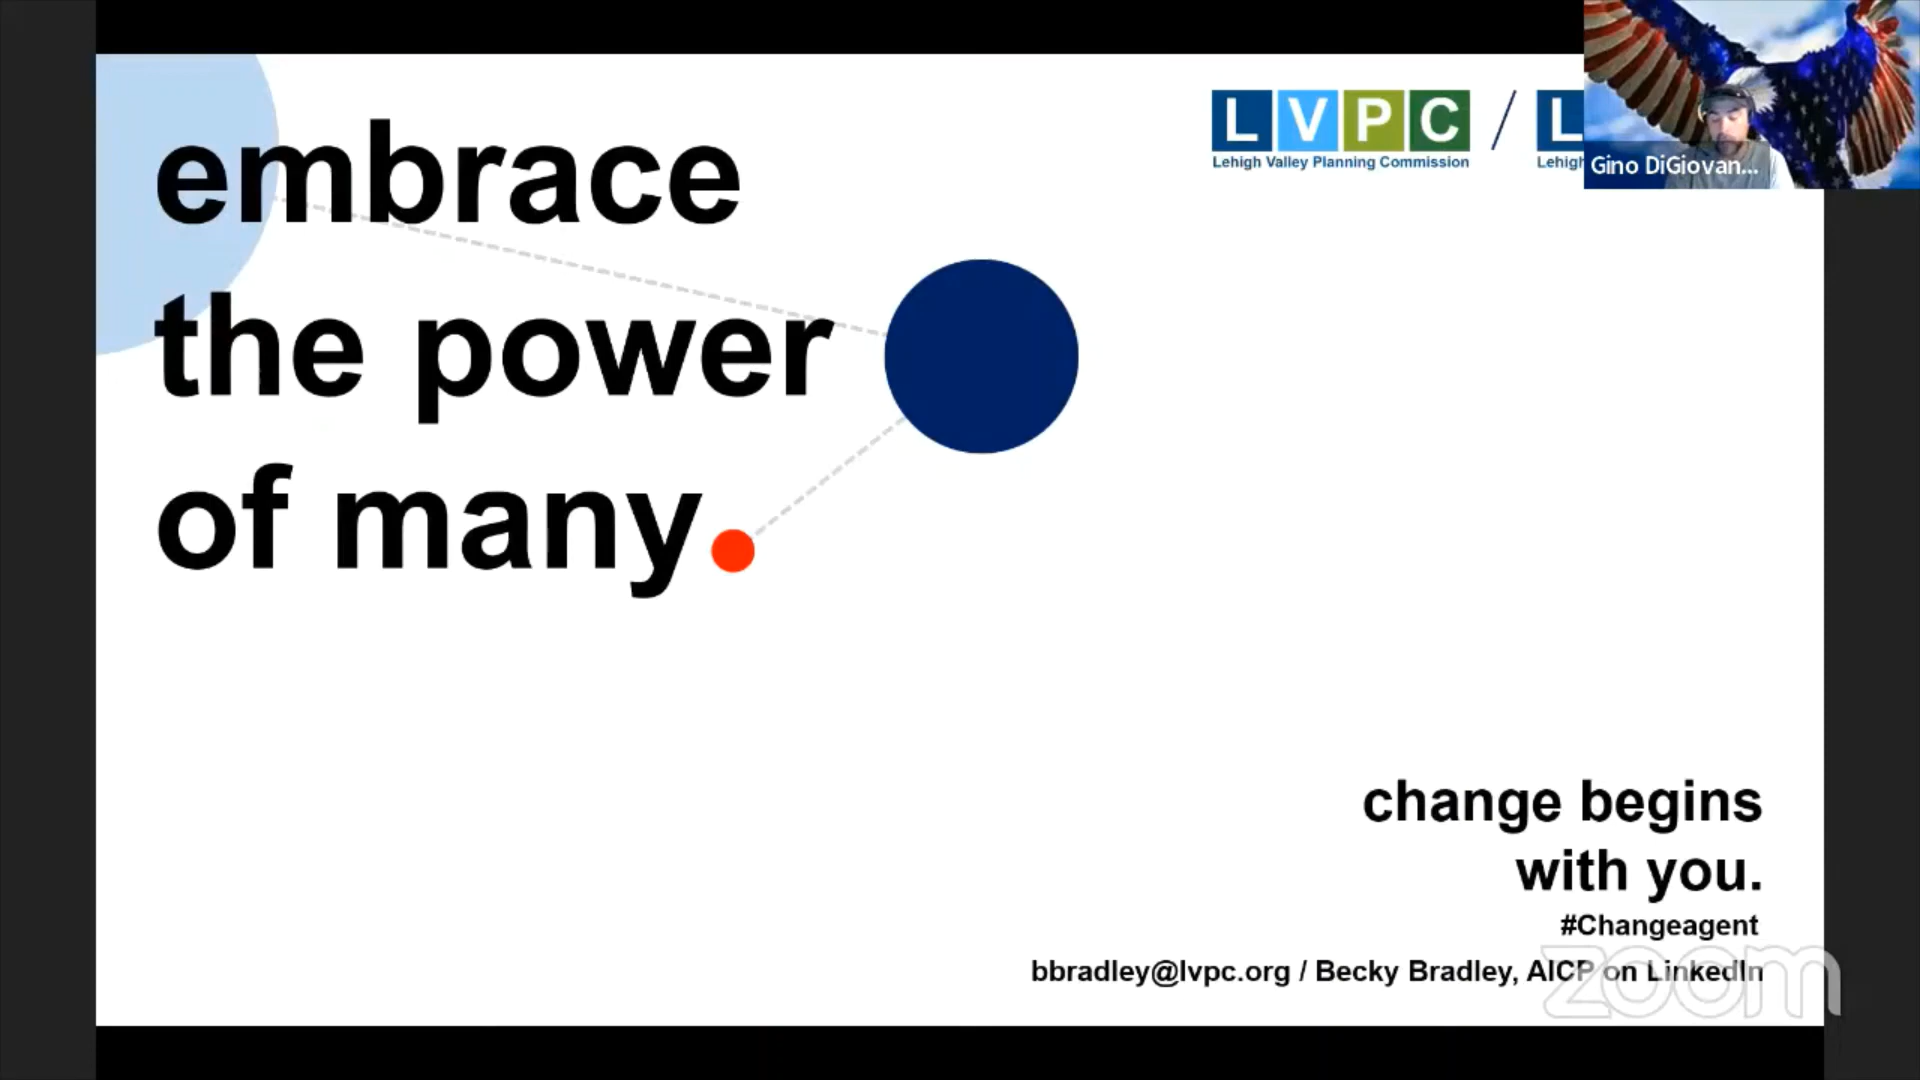 embrace
the power
of many.
LVPC / L
Lehigh Valley Planning Commission
Lehigh
Gino DiGiovan...
change begins
with you.
#Changeagent
bbradley@lvpc.org / Becky Bradley, AICP on LinkedIn
zoom